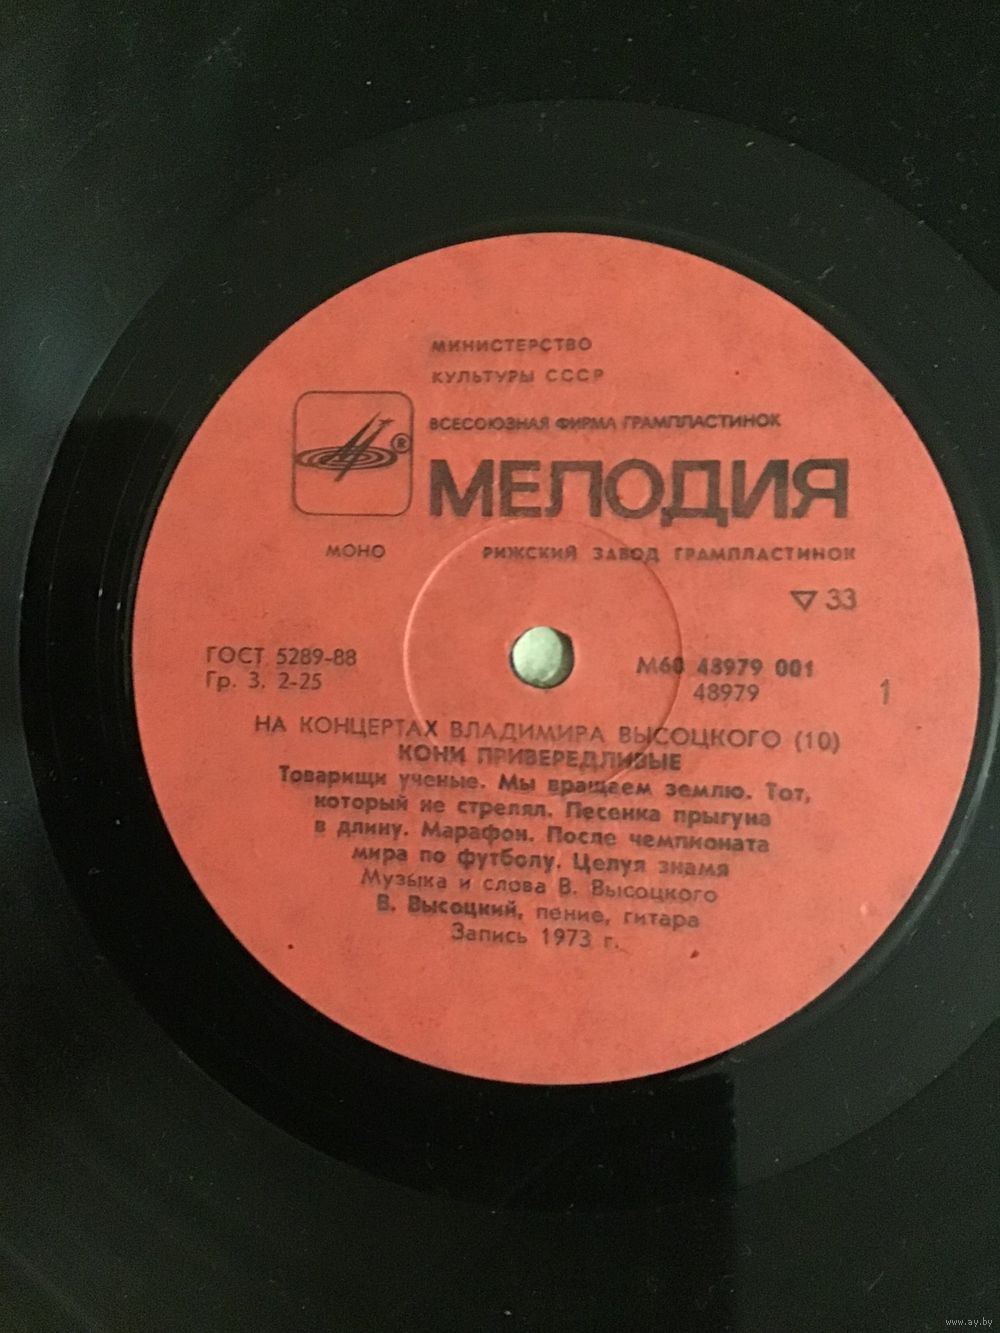 МИНИСТЕРСТВО
КУЛЬТУРЫ СССР
ВСЕСОЮЗНАЯ ФИРМА ГРАМПЛАСТИНОК
®
МЕЛОДИЯ
МОНО РИЖСКИЙ ЗАВОД ГРАМПЛАСТИНОК
▽ 33
ГОСТ 5289-88 М60 48979 001
Гр. 3, 2-25 48979 1
НА КОНЦЕРТАХ ВЛАДИМИРА ВЫСОЦКОГО (10)
КОНИ ПРИВЕРЕДЛИВЫЕ
Товарищи ученые. Мы вращаем землю. Тот,
который не стрелял. Песенка прыгуна
в длину. Марафон. После чемпионата
мира по футболу. Целуя знамя
Музыка и слова В. Высоцкого
В. Высоцкий, пение, гитара
Запись 1973 г.
www.ay.by